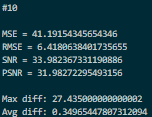 #10
MSE = 41.19154345654346
RMSE = 6.4180638401735655
SNR = 33.982367331190886
PSNR = 31.98272295493156
Max diff: 27.435000000000002
Avg diff: 0.34965447807312094